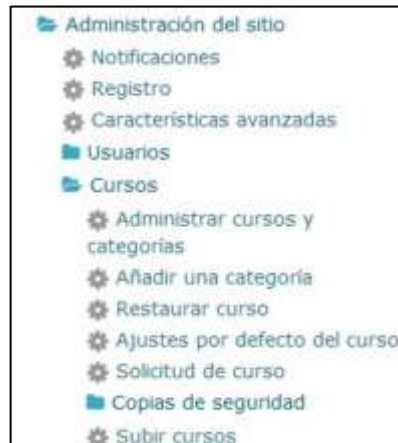 Administración del sitio
Notificaciones
Registro
Características avanzadas
Usuarios
Cursos
Administrar cursos y
categorías
Añadir una categoría
Restaurar curso
Ajustes por defecto del curso
Solicitud de curso
Copias de seguridad
Subir cursos